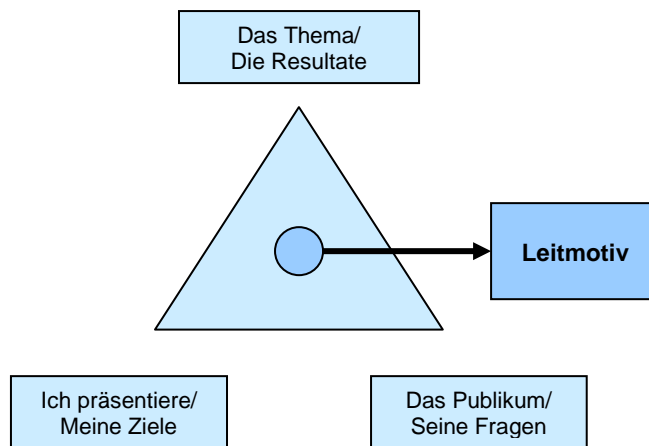 Das Thema/
Die Resultate
Leitmotiv
Ich präsentiere/
Meine Ziele
Das Publikum/
Seine Fragen